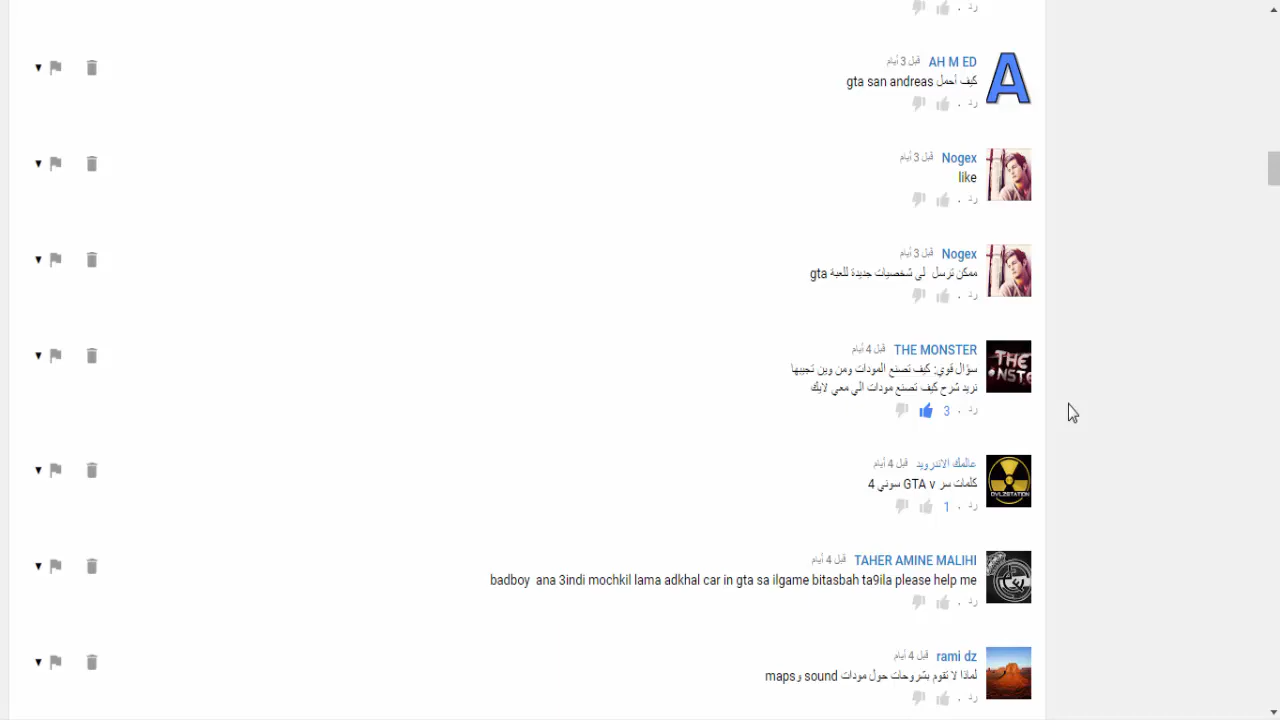 رد
AH M ED قبل 3 أيام
كيف أحمل gta san andreas
رد
Nogex قبل 3 أيام
like
رد
Nogex قبل 3 أيام
ممكن ترسل لى شخصيات جديدة للعبة gta
رد
THE MONSTER قبل 4 أيام
سؤال قوي: كيف تصنع المودات ومن وين تجيبها
نريد شرح كيف تصنع مودات الي معي لايك
رد · 3
عالمك الاندرويد قبل 4 أيام
كلمات سر GTA v سوني 4
رد · 1
TAHER AMINE MALIHI قبل 4 أيام
badboy ana 3indi mochkil lama adkhal car in gta sa ilgame bitasbah ta9ila please help me
رد
rami dz قبل 4 أيام
لماذا لا تقوم بشروحات حول مودات maps و sound
رد
THE
DVLZSTATION